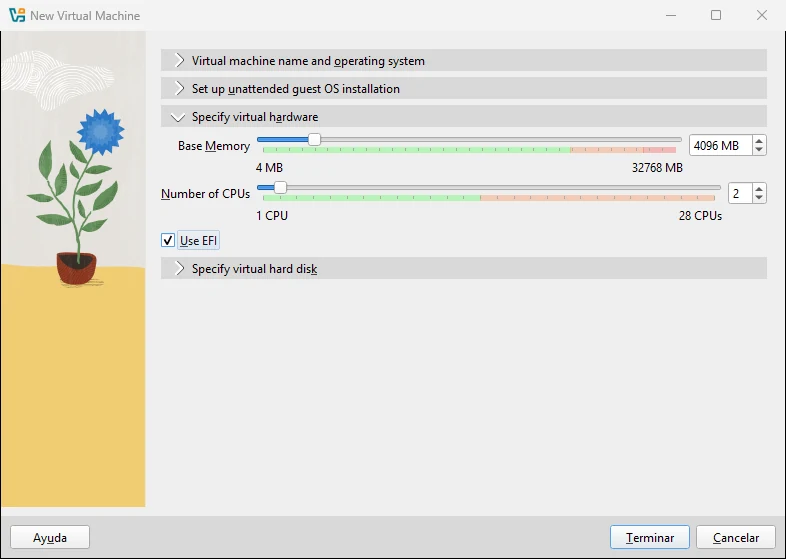 New Virtual Machine
Virtual machine name and operating system
Set up unattended guest OS installation
Specify virtual hardware
Base Memory 4096 MB
4 MB 32768 MB
Number of CPUs 2
1 CPU 28 CPUs
Use EFI
Specify virtual hard disk
Ayuda Terminar Cancelar